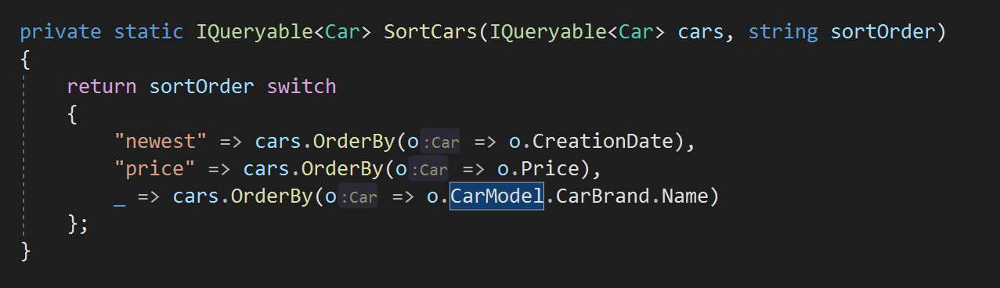 private static IQueryable<Car> SortCars(IQueryable<Car> cars, string sortOrder)
{
return sortOrder switch
{
"newest" => cars.OrderBy(o:Car => o.CreationDate),
"price" => cars.OrderBy(o:Car => o.Price),
_ => cars.OrderBy(o:Car => o.CarModel.CarBrand.Name)
};
}